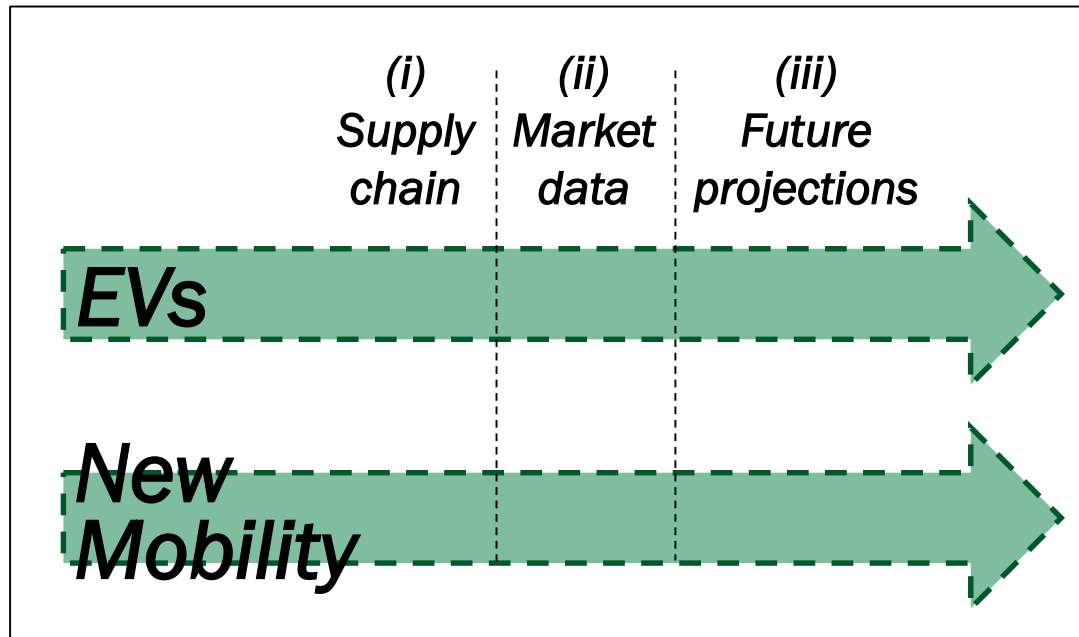 (i)
Supply
chain
(ii)
Market
data
(iii)
Future
projections
EVs
New
Mobility